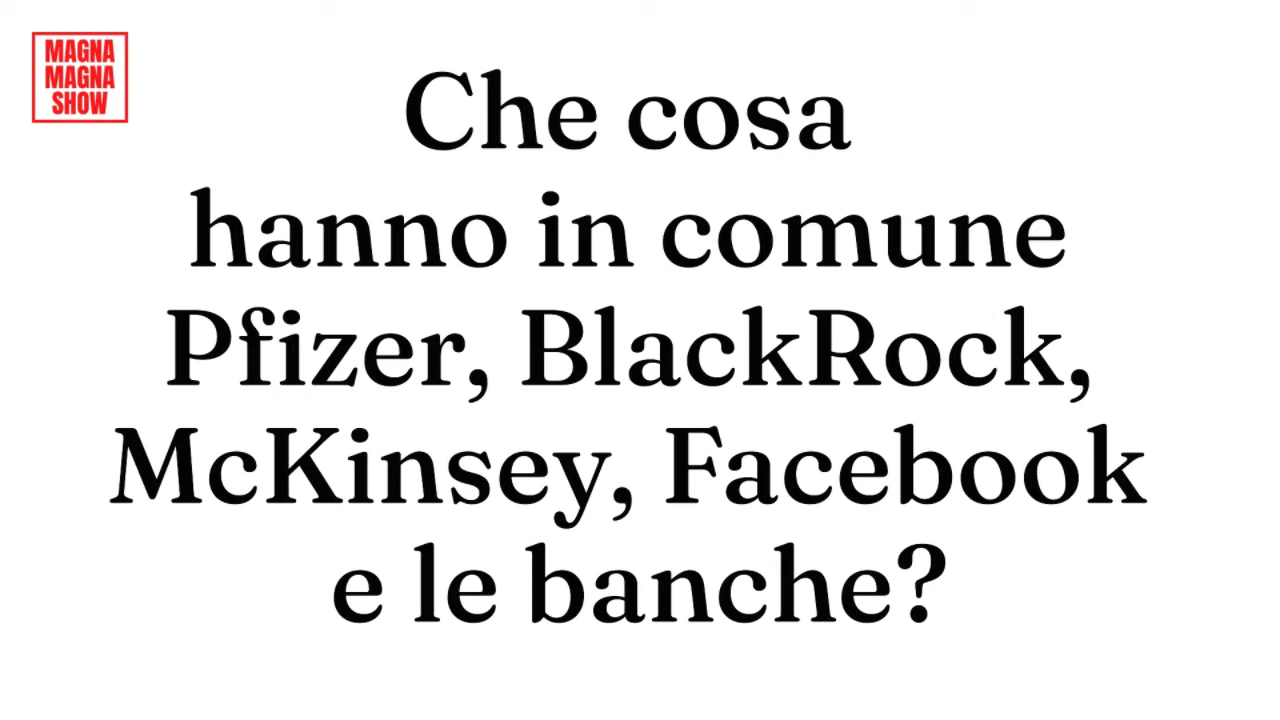 MAGNA
MAGNA
SHOW
Che cosa
hanno in comune
Pfizer, BlackRock,
McKinsey, Facebook
e le banche?